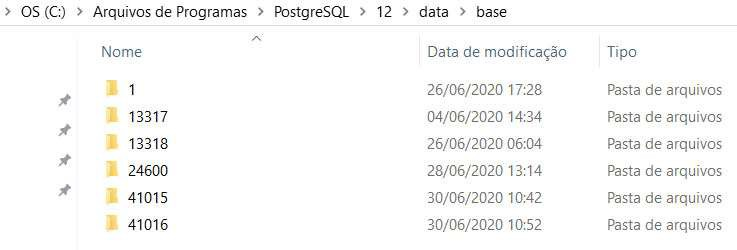 OS (C:) Arquivos de Programas PostgreSQL 12 data base
Nome Data de modificação Tipo
1 26/06/2020 17:28 Pasta de arquivos
13317 04/06/2020 14:34 Pasta de arquivos
13318 26/06/2020 06:04 Pasta de arquivos
24600 28/06/2020 13:14 Pasta de arquivos
41015 30/06/2020 10:42 Pasta de arquivos
41016 30/06/2020 10:52 Pasta de arquivos